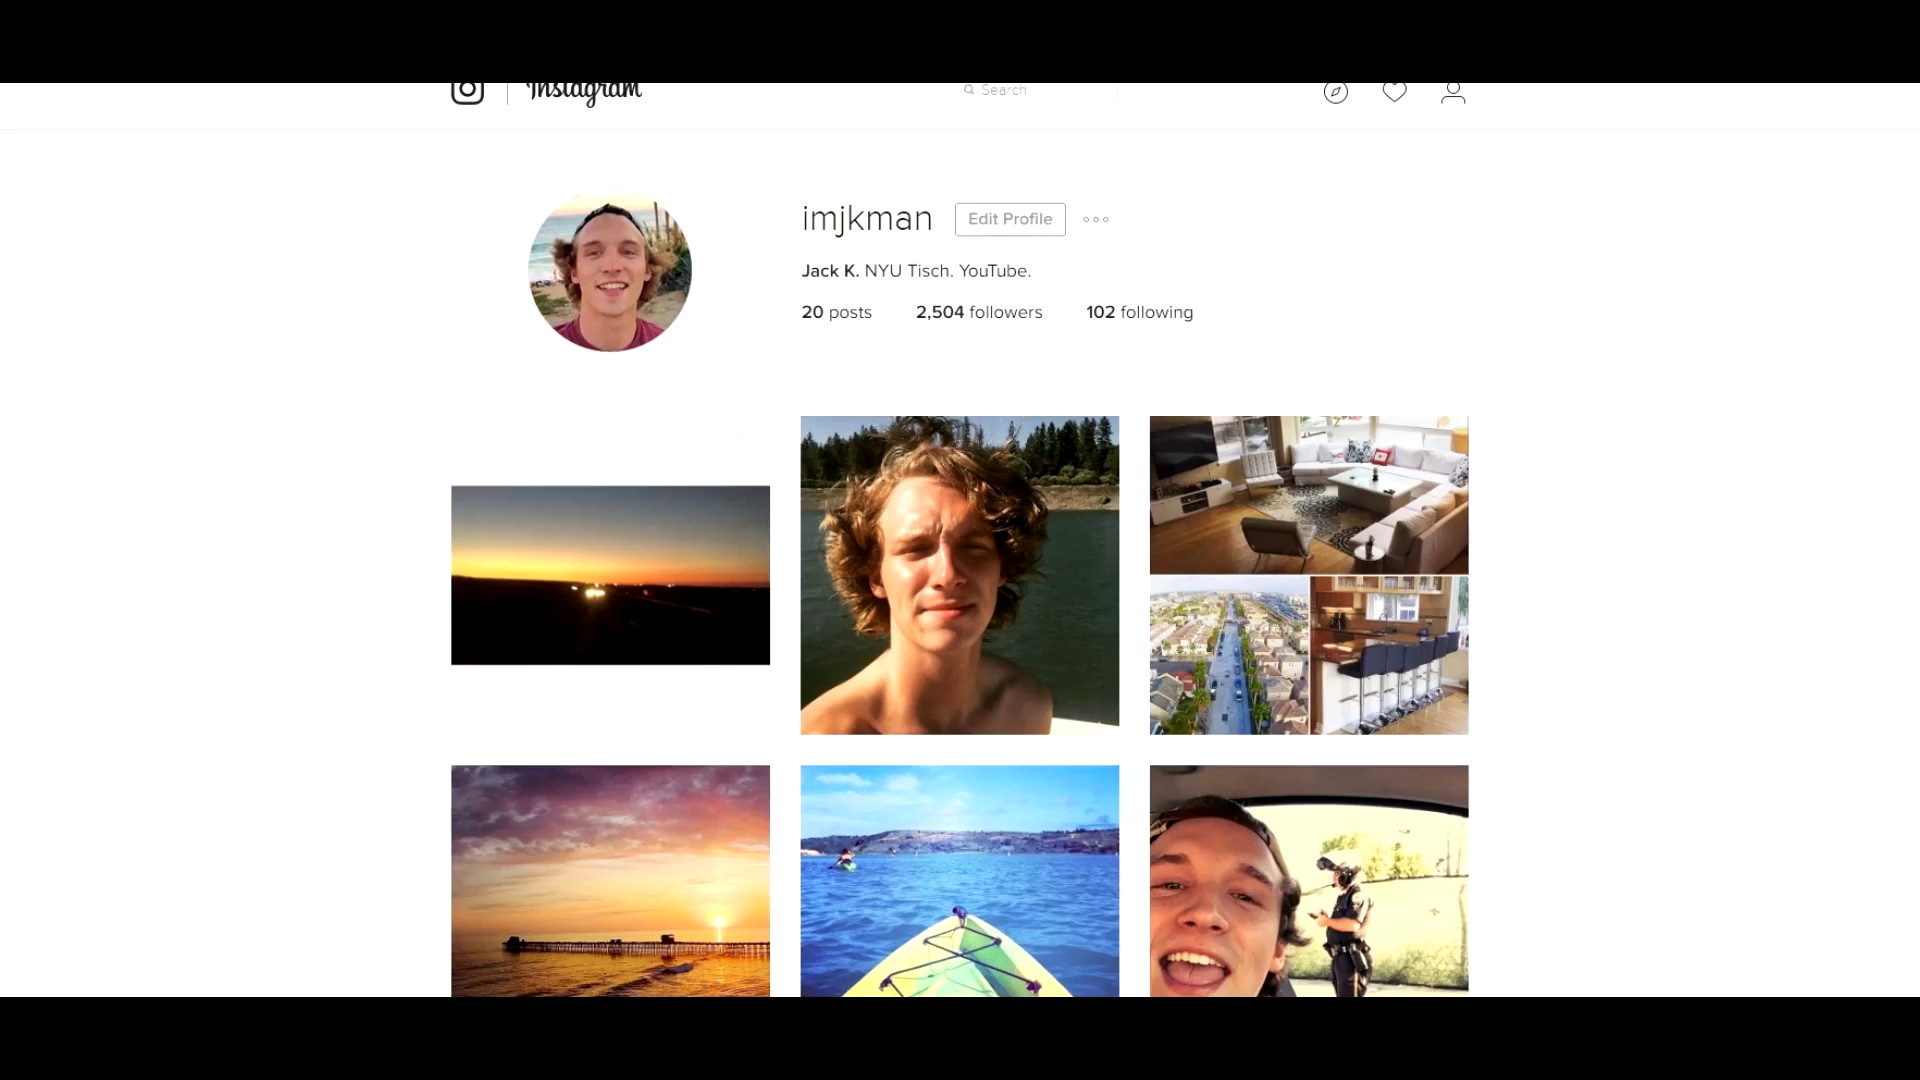 Instagram
Search
imjkman
Edit Profile
Jack K. NYU Tisch. YouTube.
20 posts 2,504 followers 102 following